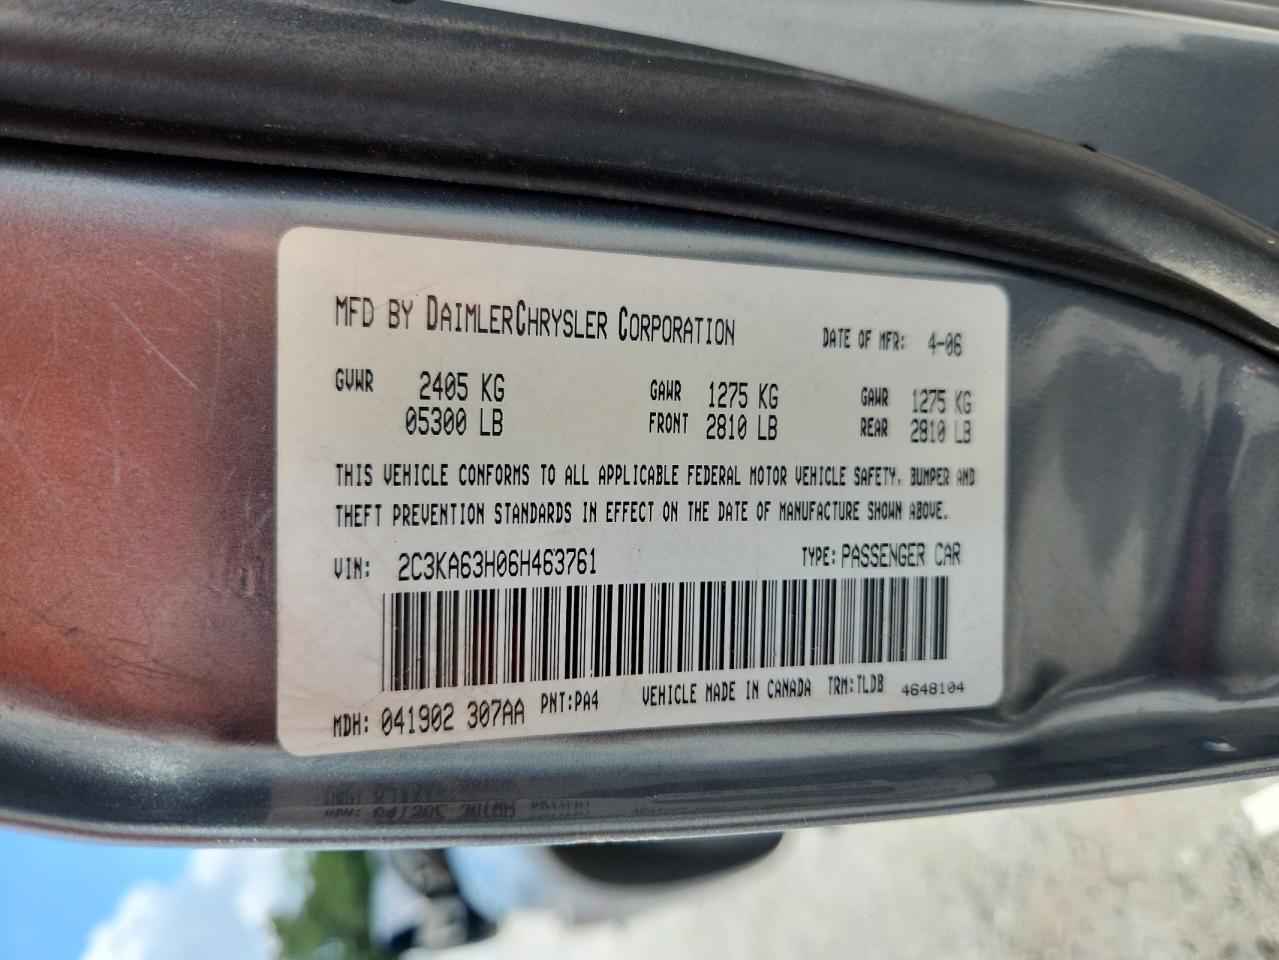 MFD BY DAIMLERCHRYSLER CORPORATION DATE OF MFR: 4-06
GVWR 2405 KG GAWR 1275 KG GAWR 1275 KG
05300 LB FRONT 2810 LB REAR 2810 LB
THIS VEHICLE CONFORMS TO ALL APPLICABLE FEDERAL MOTOR VEHICLE SAFETY, BUMPER AND
THEFT PREVENTION STANDARDS IN EFFECT ON THE DATE OF MANUFACTURE SHOWN ABOVE.
VIN: 2C3KA63H06H463761 TYPE: PASSENGER CAR
MDH: 041902 307AA PNT:PA4 VEHICLE MADE IN CANADA TRM:TLDB 4648104